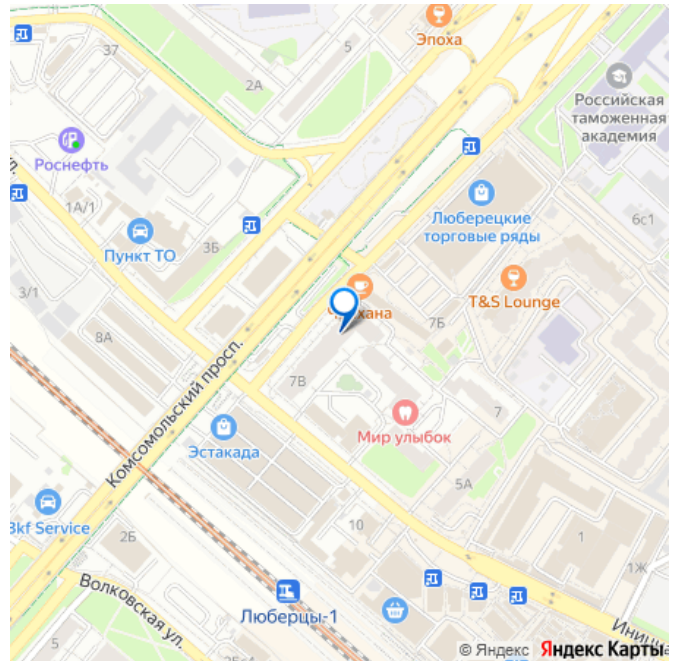 Эпоха
5
37
2А
Российская
таможенная
академия
Роснефть
Люберецкие
торговые ряды
6с1
1А/1
3Б
Пункт ТО
T&S Lounge
3/1
7Б
8А
Комсомольский просп.
7В
Мир улыбок
7
Эстакада
5А
Bkf Service
10
2Б
1
1Ж
Волковская ул.
Люберцы-1
5
© Яндекс Яндекс Карты